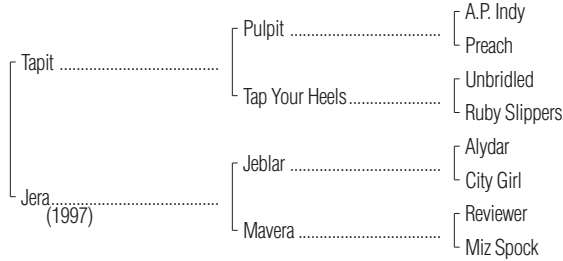 A.P. Indy
Pulpit ........................................
Preach
Tapit ...........................................
Unbridled
Tap Your Heels ........................
Ruby Slippers
Alydar
Jeblar ........................................
City Girl
Jera ..............................................
(1997)
Reviewer
Mavera .....................................
Miz Spock